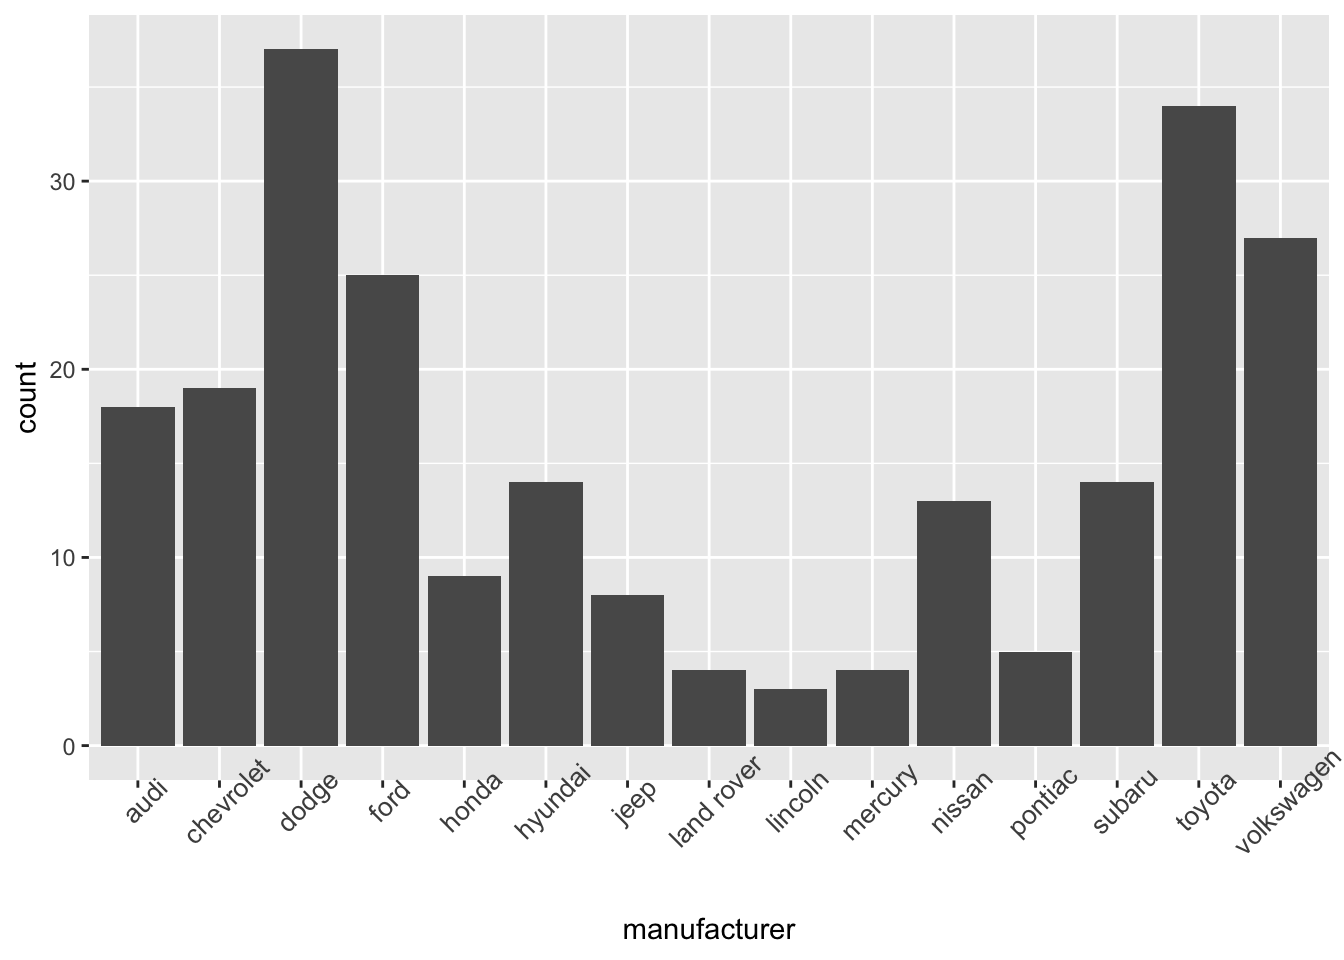 count
30
20
10
0
audi
chevrolet
dodge
ford
honda
hyundai
jeep
land rover
lincoln
mercury
nissan
pontiac
subaru
toyota
volkswagen
manufacturer